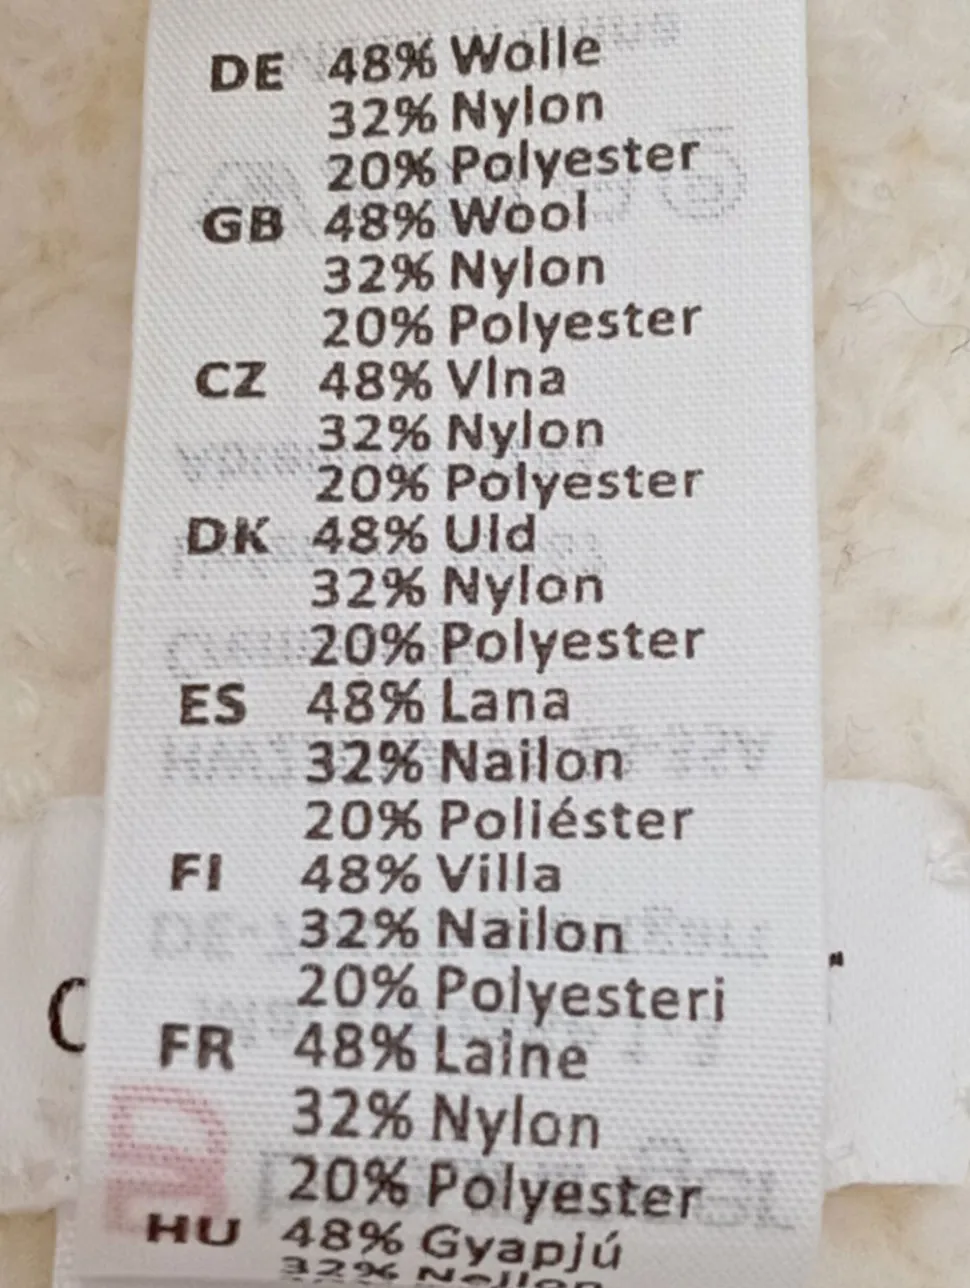 DE 48% Wolle
32% Nylon
20% Polyester
GB 48% Wool
32% Nylon
20% Polyester
CZ 48% Vlna
32% Nylon
20% Polyester
DK 48% Uld
32% Nylon
20% Polyester
ES 48% Lana
32% Nailon
20% Poliéster
FI 48% Villa
32% Nailon
20% Polyesteri
FR 48% Laine
32% Nylon
20% Polyester
HU 48% Gyapjú
32%